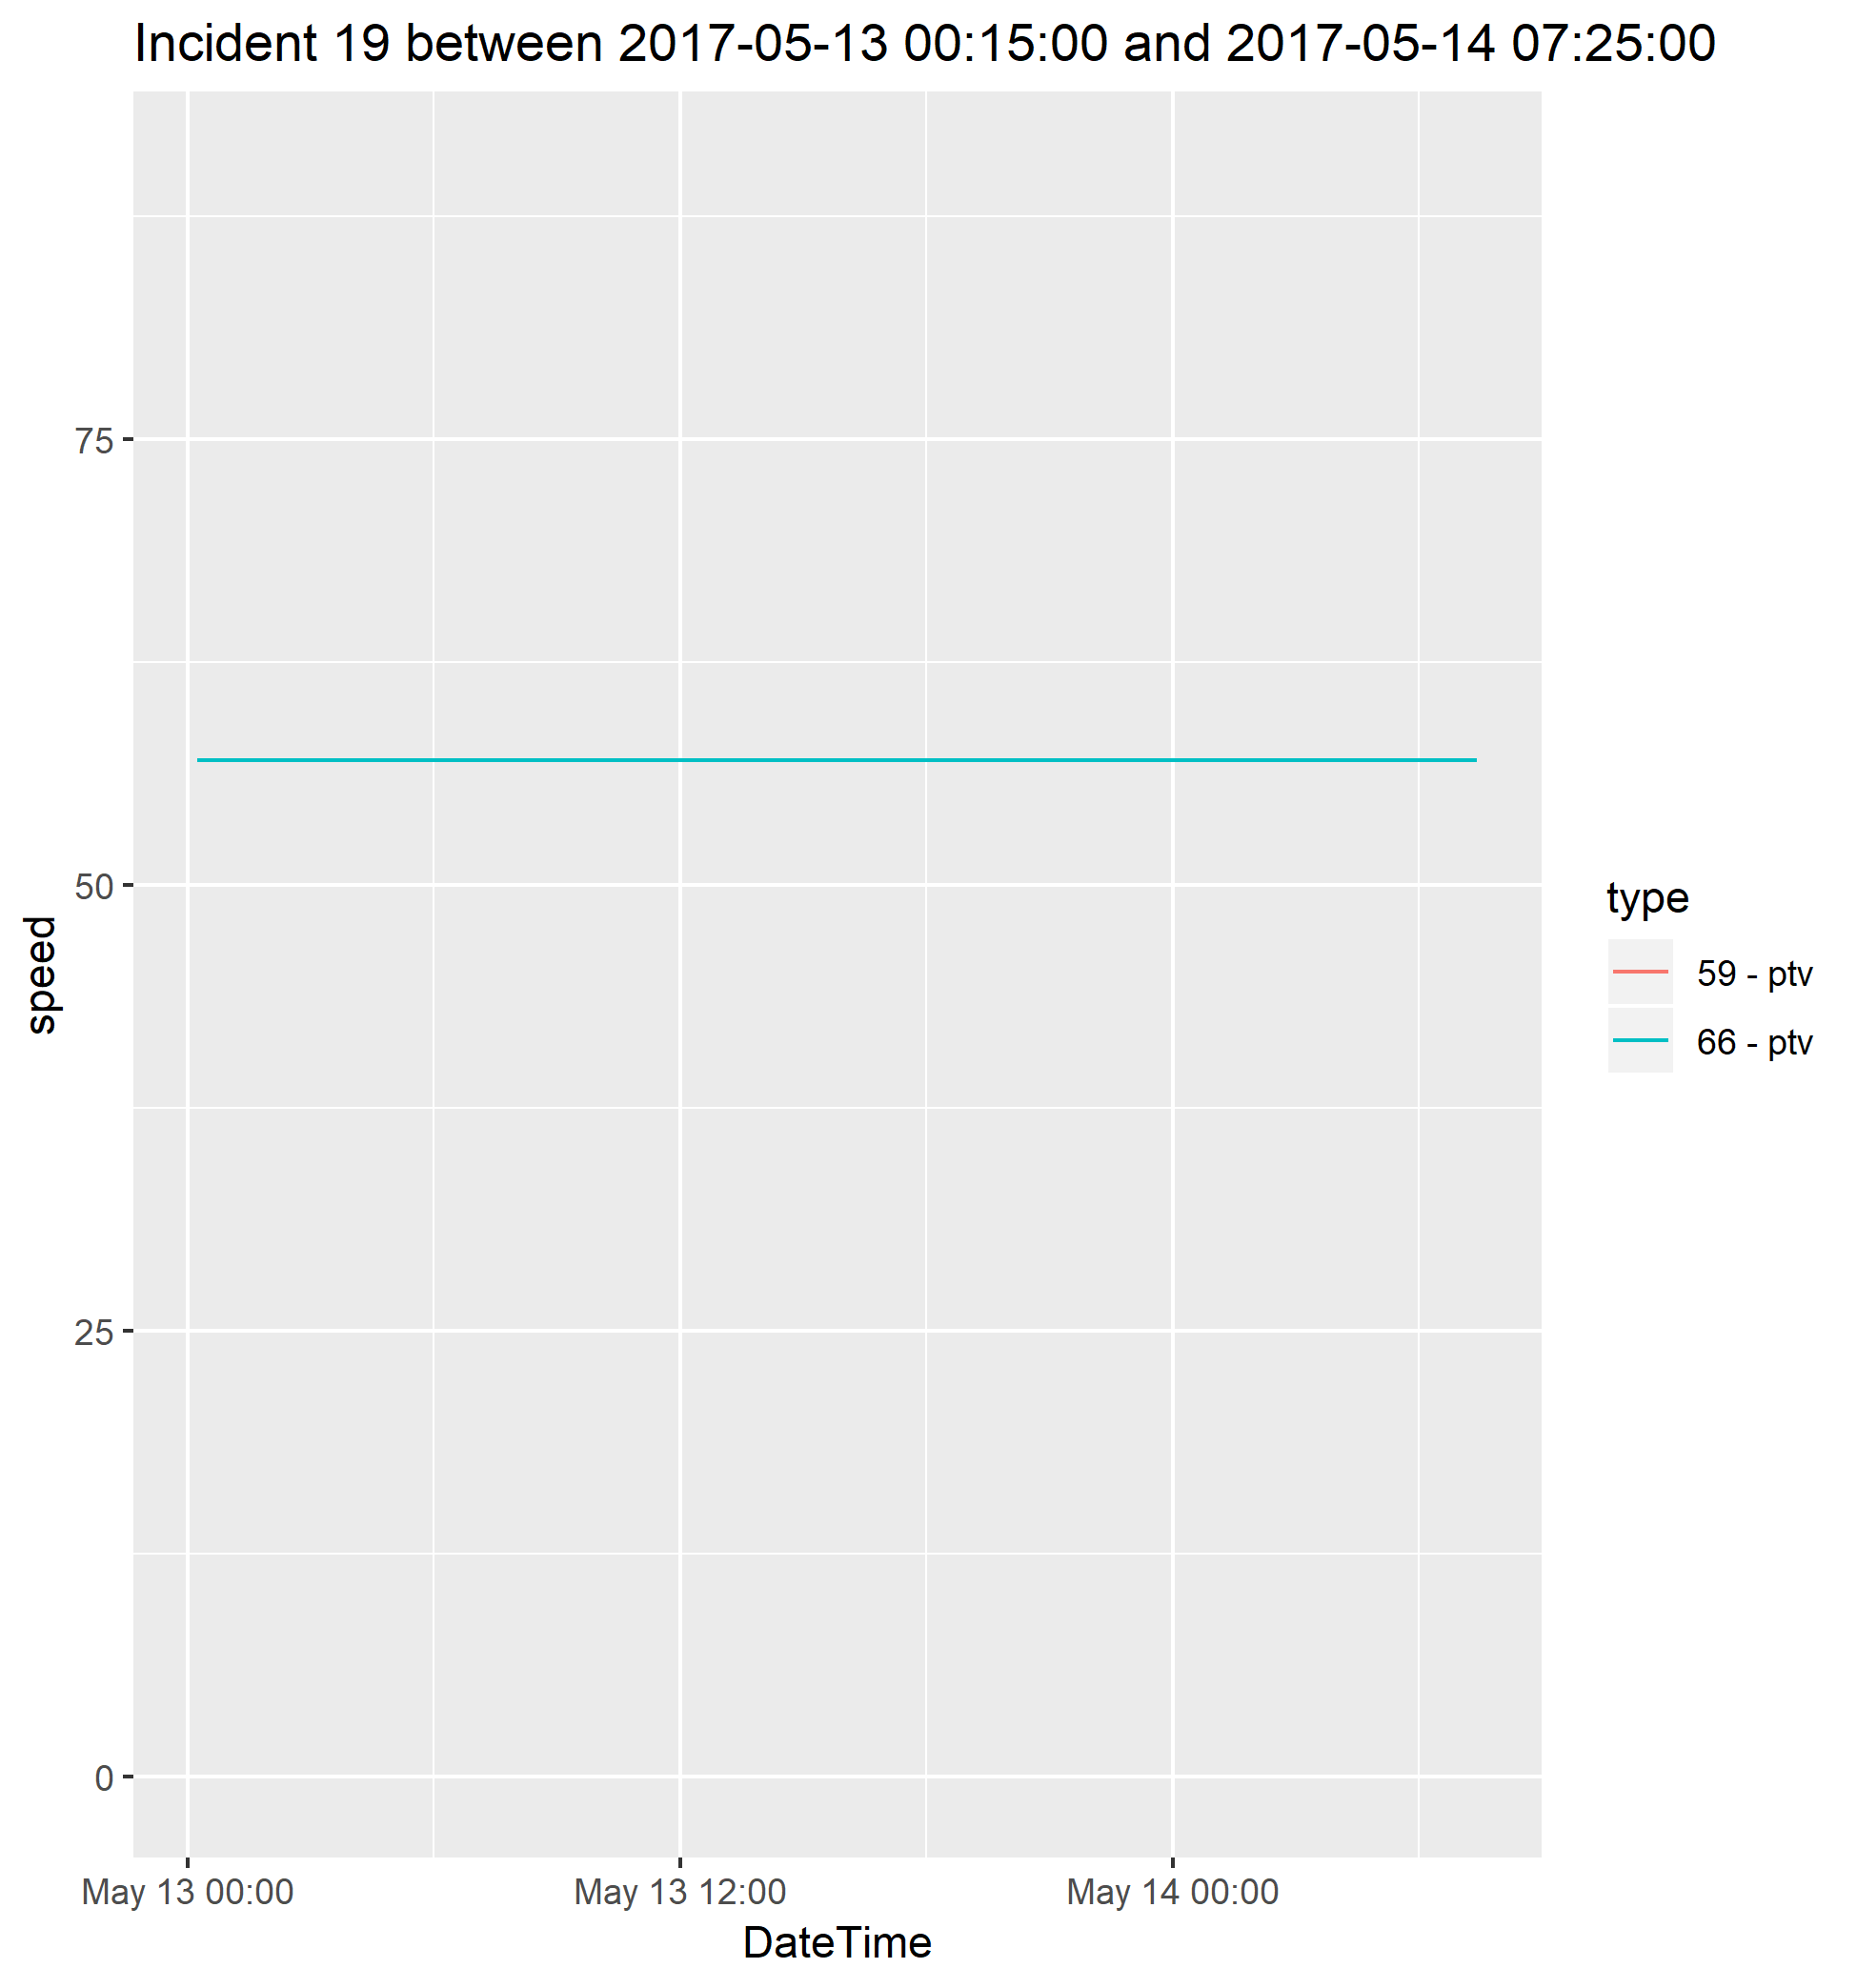 Incident 19 between 2017-05-13 00:15:00 and 2017-05-14 07:25:00
75
50
25
0
speed
May 13 00:00
May 13 12:00
May 14 00:00
DateTime
type
59 - ptv
66 - ptv